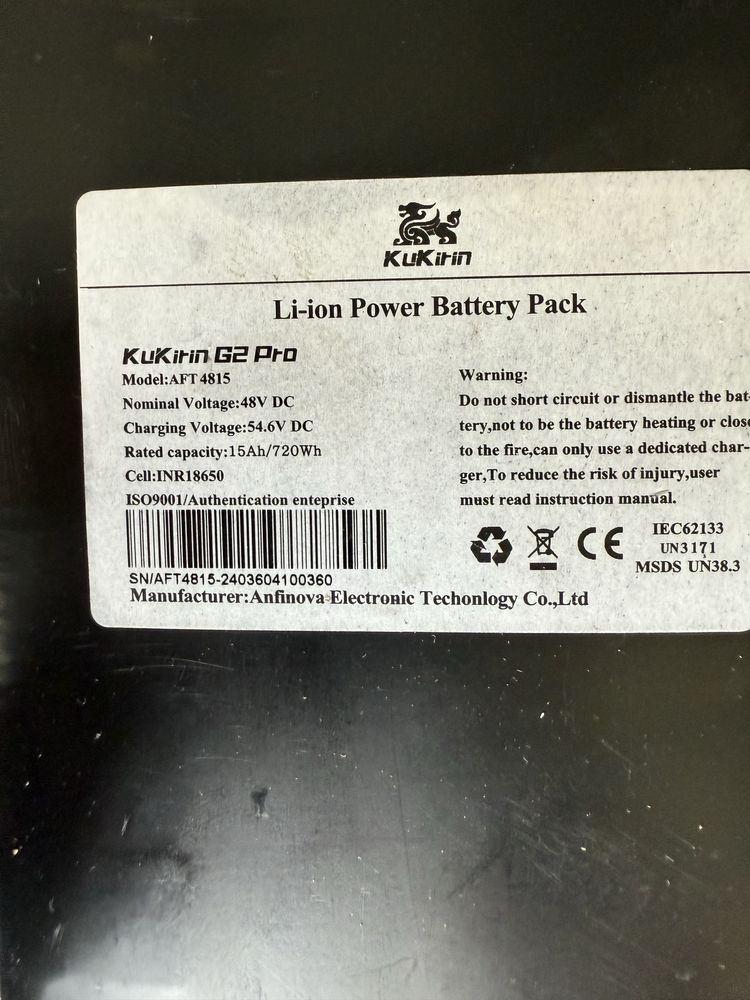 KuKirin
Li-ion Power Battery Pack
KuKirin G2 Pro
Model:AFT4815
Nominal Voltage:48V DC
Charging Voltage:54.6V DC
Rated capacity:15Ah/720Wh
Cell:INR18650
ISO9001/Authentication enteprise
SN/AFT4815-2403604100360
Manufacturer:Anfinova Electronic Techonlogy Co.,Ltd
Warning:
Do not short circuit or dismantle the bat-
tery,not to be the battery heating or close
to the fire,can only use a dedicated char-
ger,To reduce the risk of injury,user
must read instruction manual.
CE
IEC62133
UN3171
MSDS UN38.3